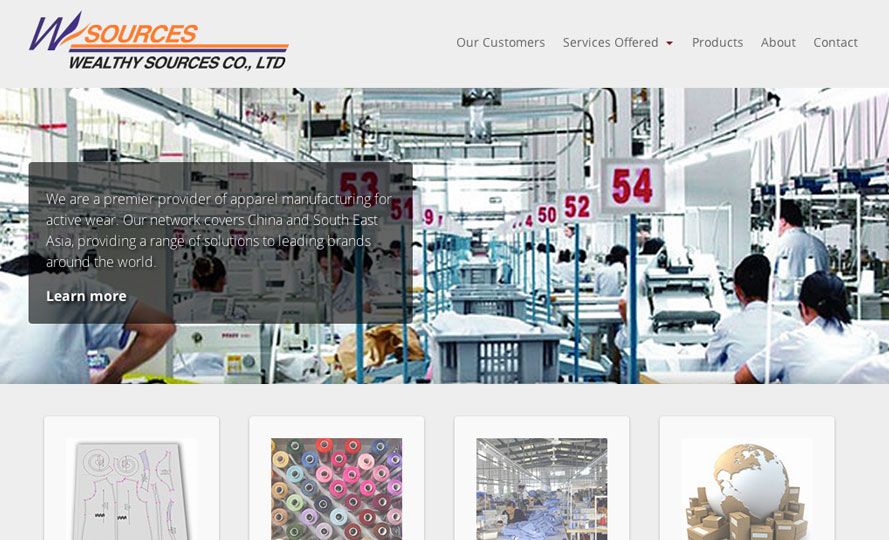 W SOURCES
WEALTHY SOURCES CO., LTD
Our Customers Services Offered Products About Contact
We are a premier provider of apparel manufacturing for
active wear. Our network covers China and South East
Asia, providing a range of solutions to leading brands
around the world.
Learn more
53
51
50
52
54